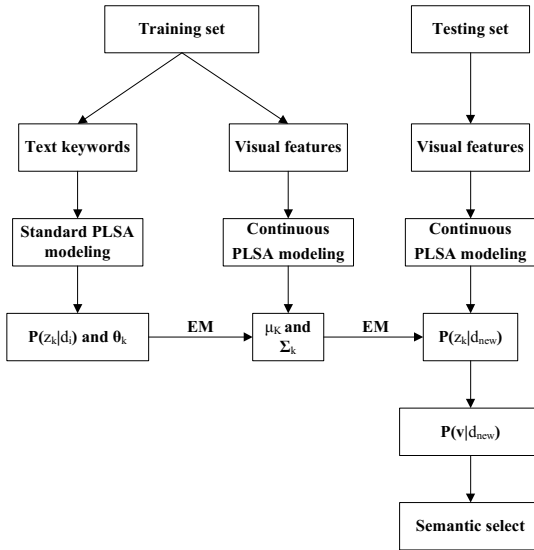 Training set
Testing set
Text keywords
Visual features
Visual features
Standard PLSA
modeling
Continuous
PLSA modeling
Continuous
PLSA modeling
P(zk|di) and θk
EM
μK and
Σk
EM
P(zk|dnew)
P(v|dnew)
Semantic select